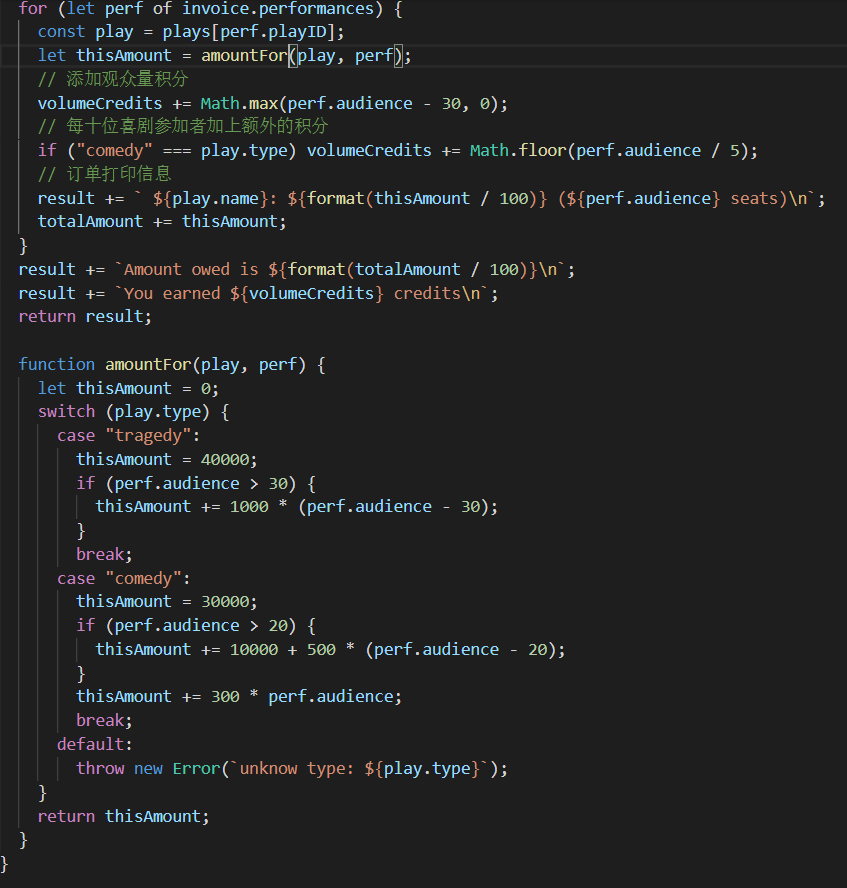 for (let perf of invoice.performances) {
const play = plays[perf.playID];
let thisAmount = amountFor(play, perf);
// 添加观众量积分
volumeCredits += Math.max(perf.audience - 30, 0);
// 每十位喜剧参加者加上额外的积分
if ("comedy" === play.type) volumeCredits += Math.floor(perf.audience / 5);
// 订单打印信息
result += ` ${play.name}: ${format(thisAmount / 100)} (${perf.audience} seats)\n`;
totalAmount += thisAmount;
}
result += `Amount owed is ${format(totalAmount / 100)}\n`;
result += `You earned ${volumeCredits} credits\n`;
return result;
function amountFor(play, perf) {
let thisAmount = 0;
switch (play.type) {
case "tragedy":
thisAmount = 40000;
if (perf.audience > 30) {
thisAmount += 1000 * (perf.audience - 30);
}
break;
case "comedy":
thisAmount = 30000;
if (perf.audience > 20) {
thisAmount += 10000 + 500 * (perf.audience - 20);
}
thisAmount += 300 * perf.audience;
break;
default:
throw new Error(`unknow type: ${play.type}`);
}
return thisAmount;
}
}